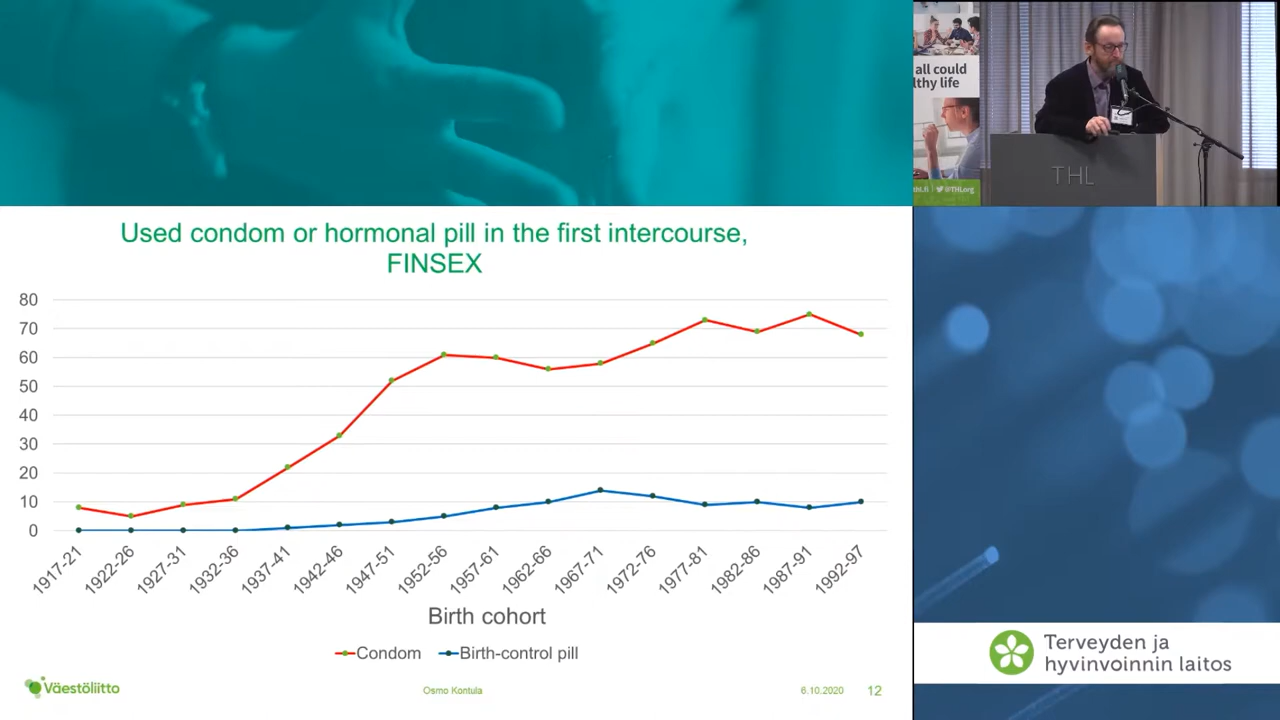 all could
lthy life
thl.fi
@THLorg
THL
Used condom or hormonal pill in the first intercourse,
FINSEX
80
70
60
50
40
30
20
10
0
1917-21
1922-26
1927-31
1932-36
1937-41
1942-46
1947-51
1952-56
1957-61
1962-66
1967-71
1972-76
1977-81
1982-86
1987-91
1992-97
Birth cohort
Condom
Birth-control pill
Väestöliitto
Osmo Kontula
6.10.2020
12
Terveyden ja
hyvinvoinnin laitos